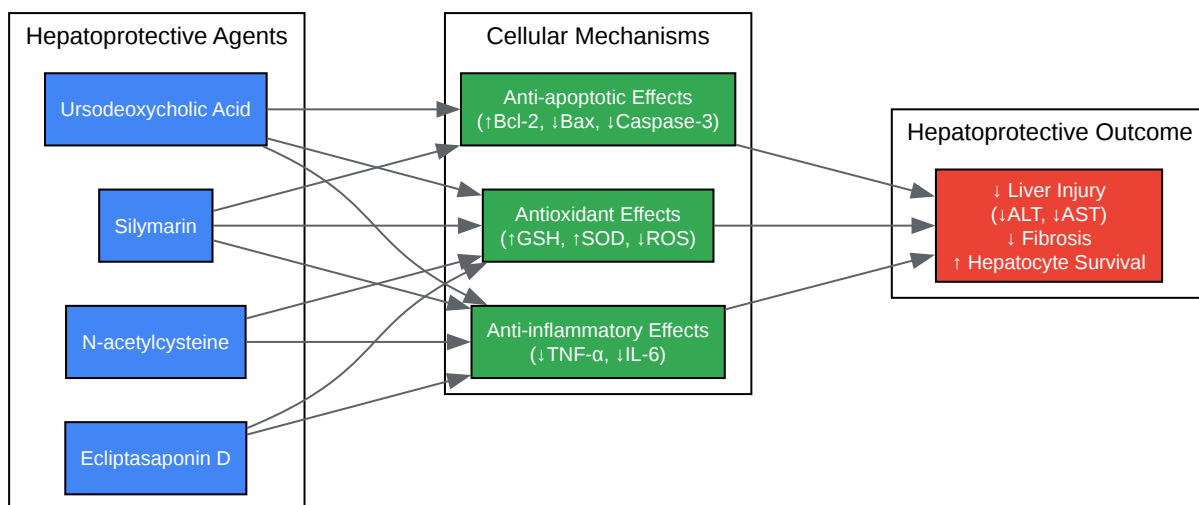 Hepatoprotective Agents
Ursodeoxycholic Acid
Silymarin
N-acetylcysteine
Ecliptasaponin D
Cellular Mechanisms
Anti-apoptotic Effects
(↑Bcl-2, ↓Bax, ↓Caspase-3)
Antioxidant Effects
(↑GSH, ↑SOD, ↓ROS)
Anti-inflammatory Effects
(↓TNF-α, ↓IL-6)
Hepatoprotective Outcome
↓ Liver Injury
(↓ALT, ↓AST)
↓ Fibrosis
↑ Hepatocyte Survival